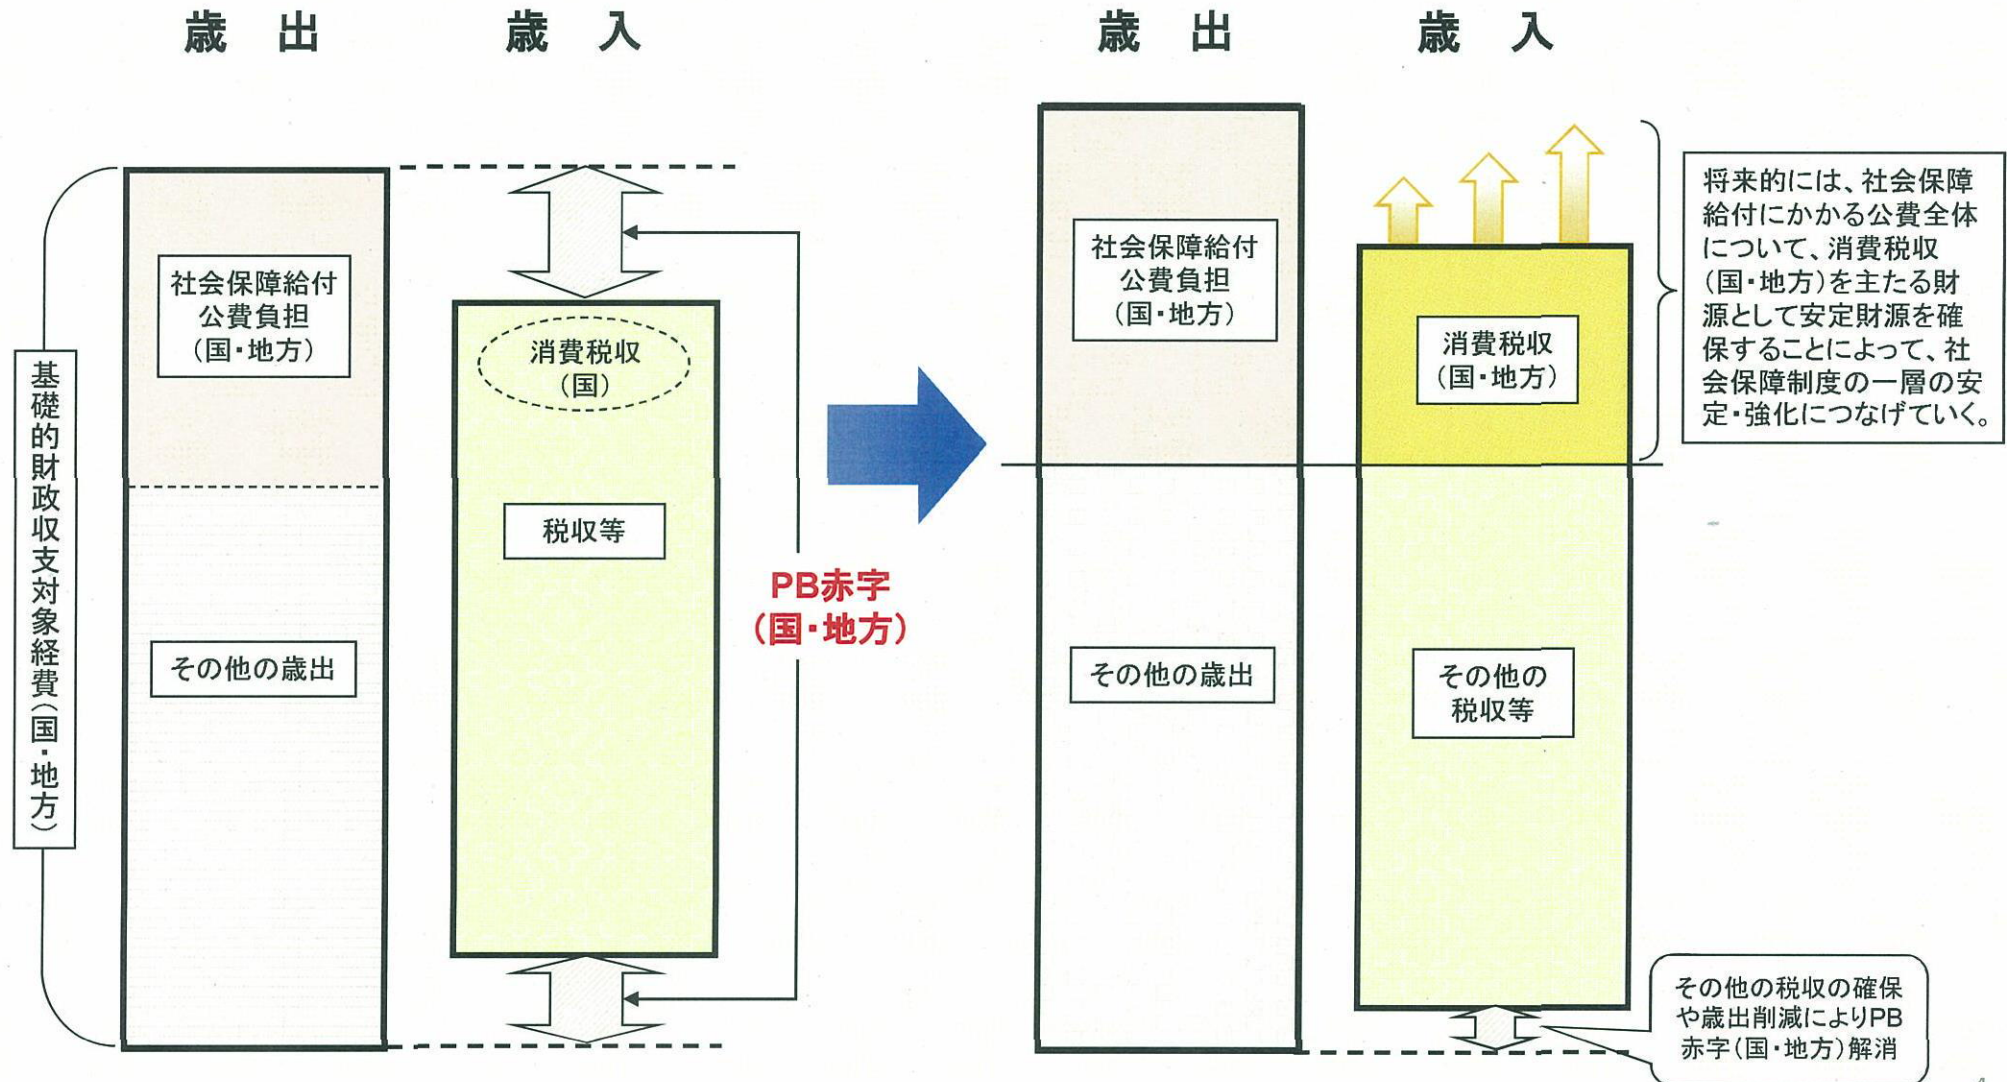 歳 出
歳 入
基礎的財政収支対象経費(国・地方)
社会保障給付
公費負担
(国・地方)
その他の歳出
消費税収
(国)
税収等
PB赤字
(国・地方)
歳 出
歳 入
社会保障給付
公費負担
(国・地方)
その他の歳出
消費税収
(国・地方)
その他の
税収等
将来的には、社会保障
給付にかかる公費全体
について、消費税収
(国・地方)を主たる財
源として安定財源を確
保することによって、社
会保障制度の一層の安
定・強化につなげていく。
その他の税収の確保
や歳出削減によりPB
赤字(国・地方)解消